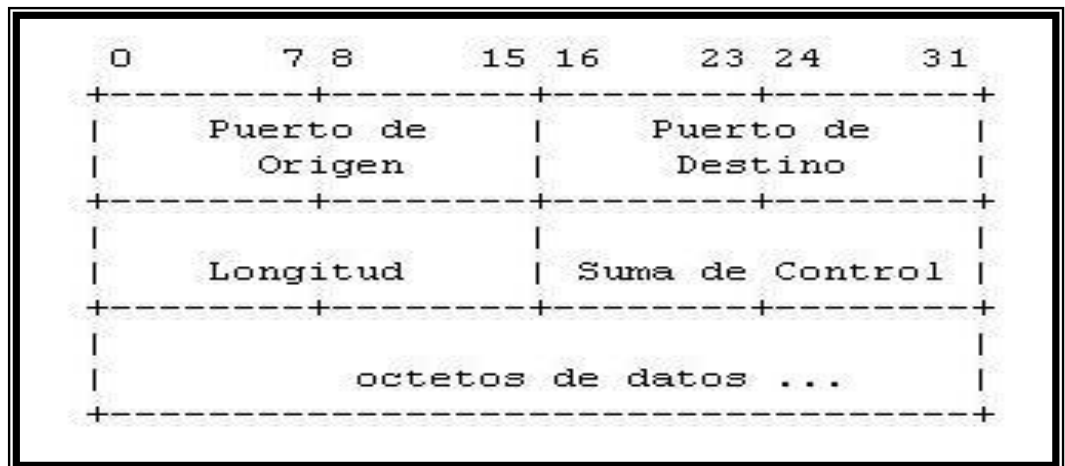 0 7 8 15 16 23 24 31
+--------+--------+--------+--------+
| Puerto de | Puerto de |
| Origen | Destino |
+--------+--------+--------+--------+
| | |
| Longitud | Suma de Control |
+--------+--------+--------+--------+
| |
| octetos de datos ... |
+-----------------------------------+